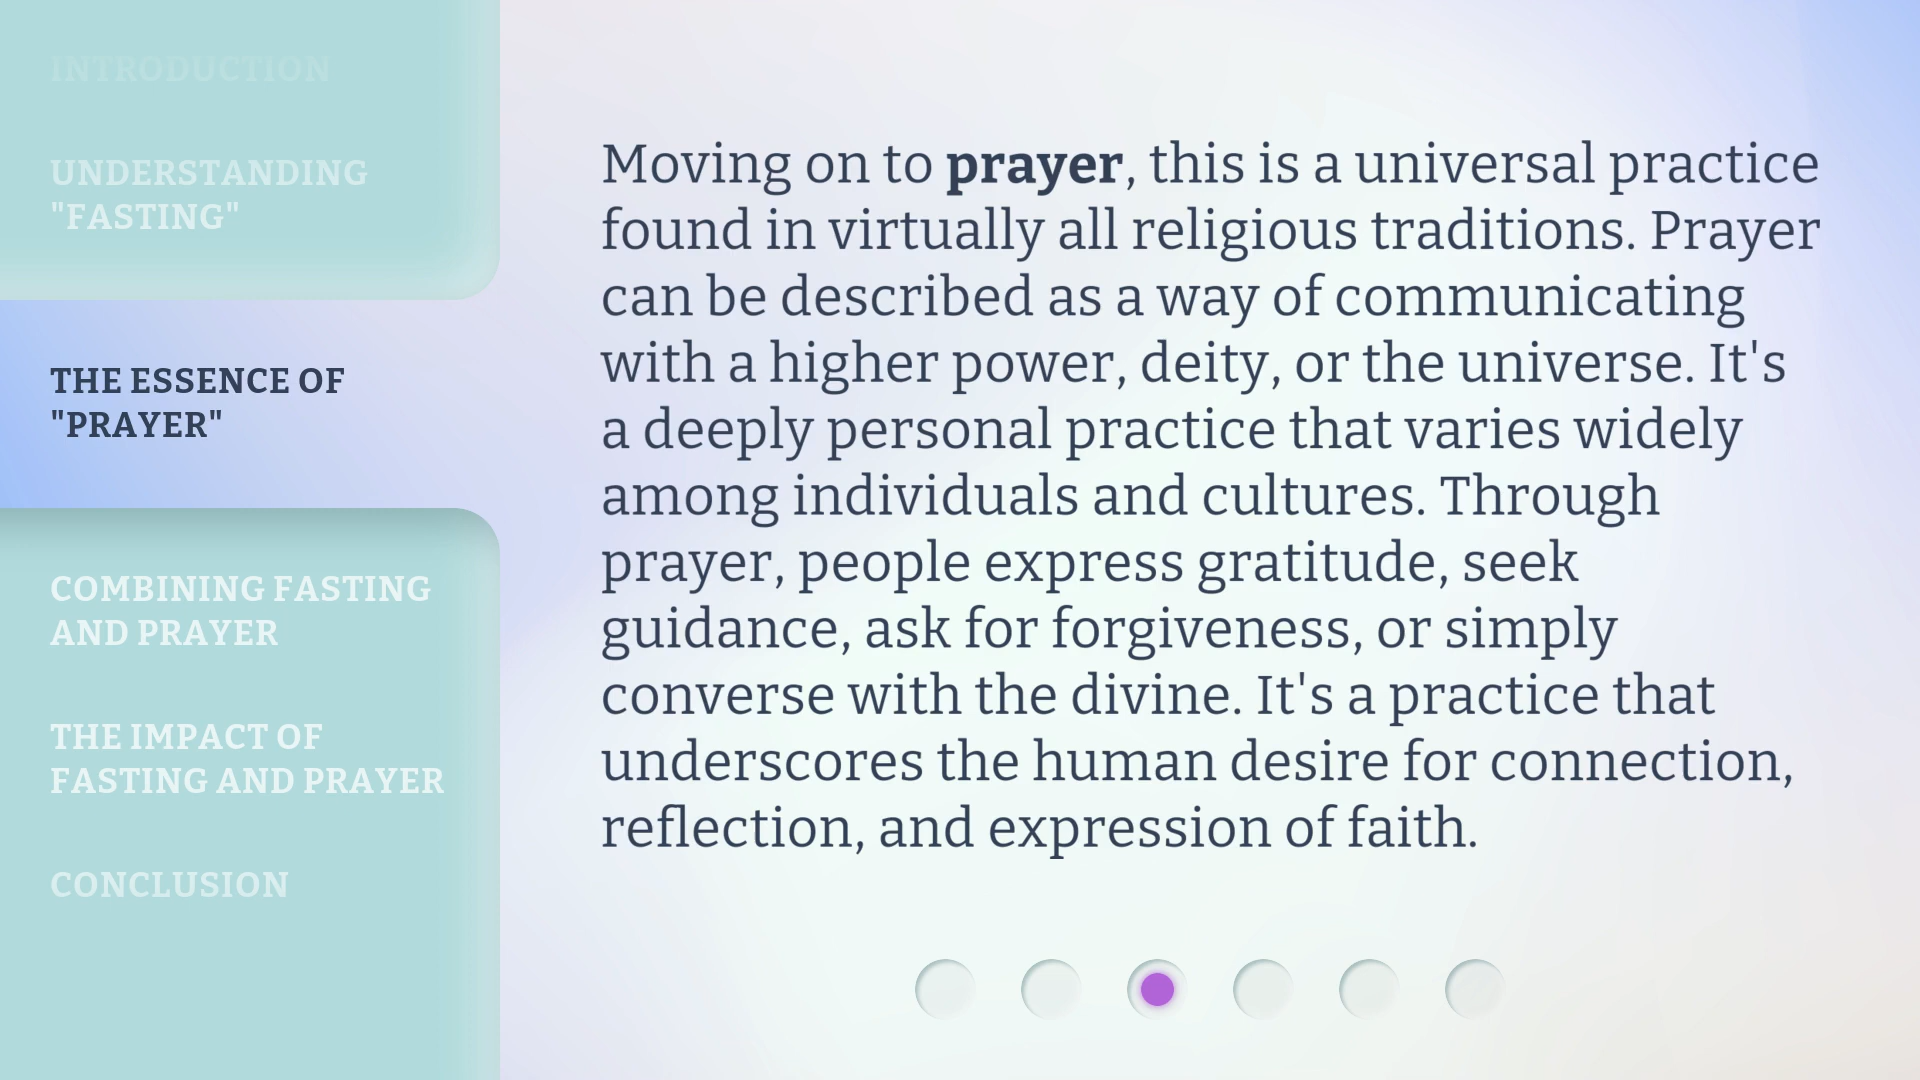 INTRODUCTION
UNDERSTANDING
"FASTING"
THE ESSENCE OF
"PRAYER"
COMBINING FASTING
AND PRAYER
THE IMPACT OF
FASTING AND PRAYER
CONCLUSION
Moving on to prayer, this is a universal practice
found in virtually all religious traditions. Prayer
can be described as a way of communicating
with a higher power, deity, or the universe. It's
a deeply personal practice that varies widely
among individuals and cultures. Through
prayer, people express gratitude, seek
guidance, ask for forgiveness, or simply
converse with the divine. It's a practice that
underscores the human desire for connection,
reflection, and expression of faith.